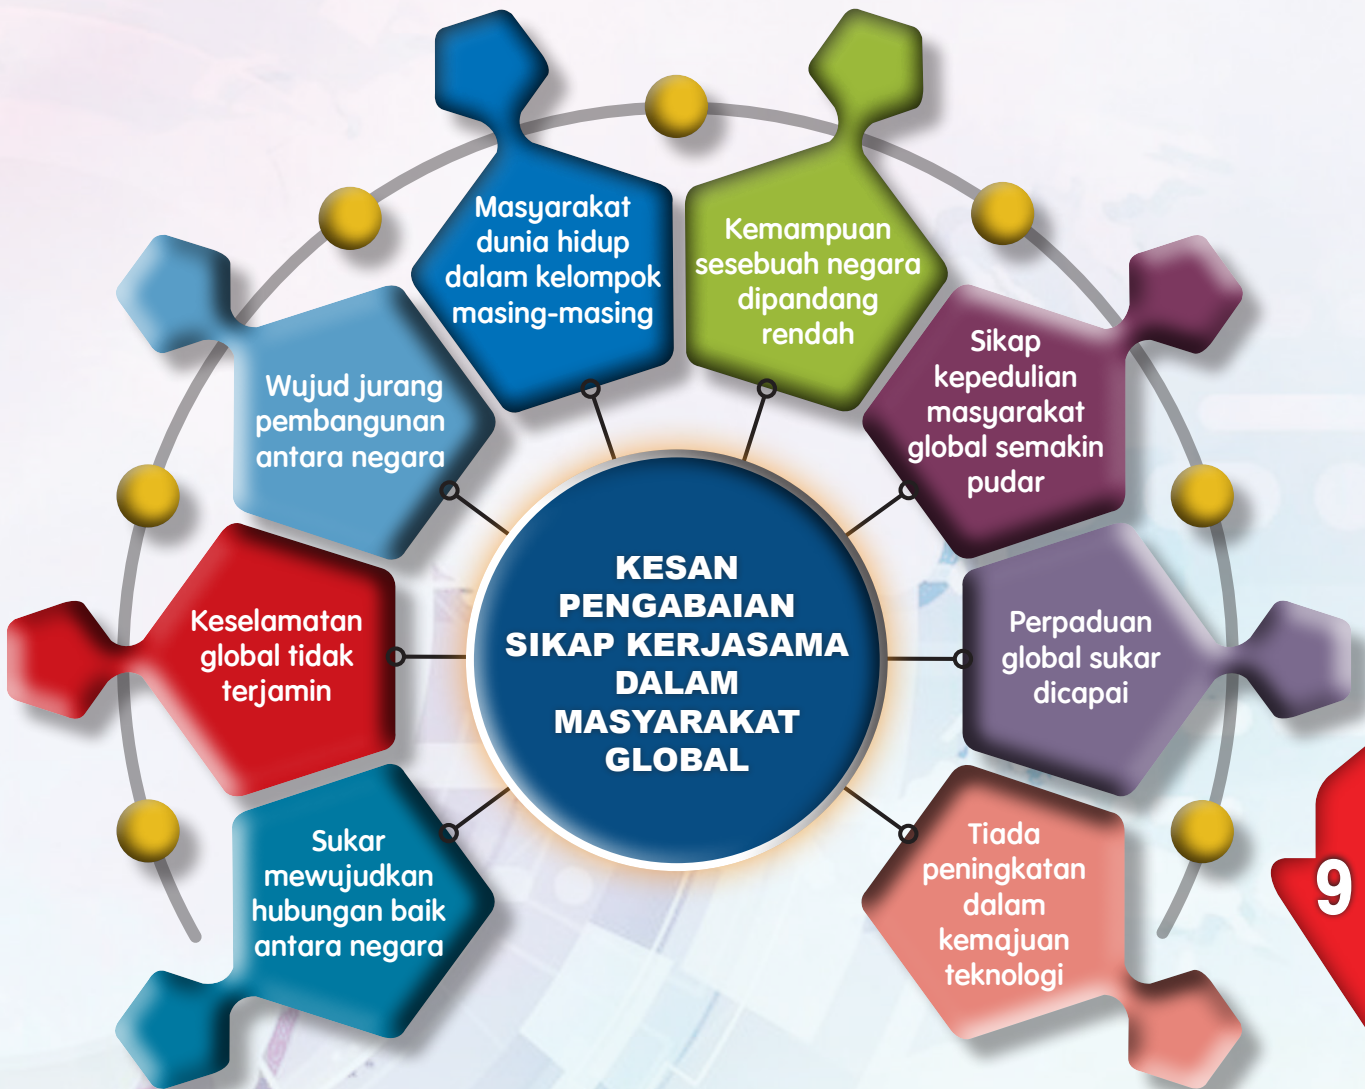 Masyarakat
dunia hidup
dalam kelompok
masing-masing
Kemampuan
sesebuah negara
dipandang
rendah
Wujud jurang
pembangunan
antara negara
Sikap
kepedulian
masyarakat
global semakin
pudar
Keselamatan
global tidak
terjamin
KESAN
PENGABAIAN
SIKAP KERJASAMA
DALAM
MASYARAKAT
GLOBAL
Perpaduan
global sukar
dicapai
Sukar
mewujudkan
hubungan baik
antara negara
Tiada
peningkatan
dalam
kemajuan
teknologi
9